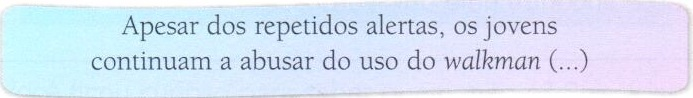 Apesar dos repetidos alertas, os jovens
continuam a abusar do uso do walkman (...)